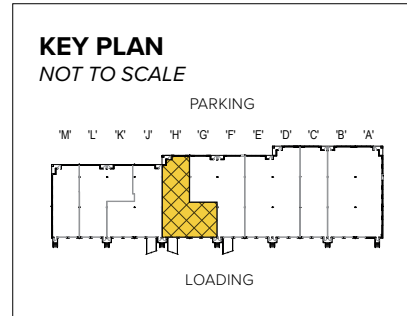 KEY PLAN
NOT TO SCALE
PARKING
'M' 'L' 'K' 'J' 'H' 'G' 'F' 'E' 'D' 'C' 'B' 'A'
LOADING